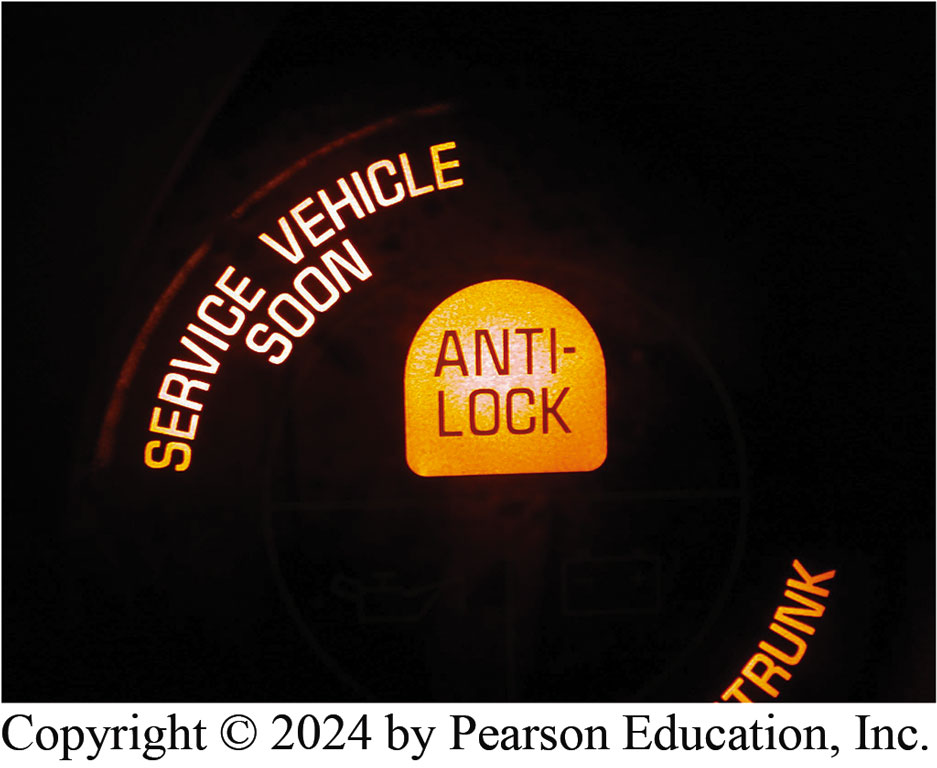 SERVICE VEHICLE
SOON
ANTI-
LOCK
TRUNK
Copyright © 2024 by Pearson Education, Inc.